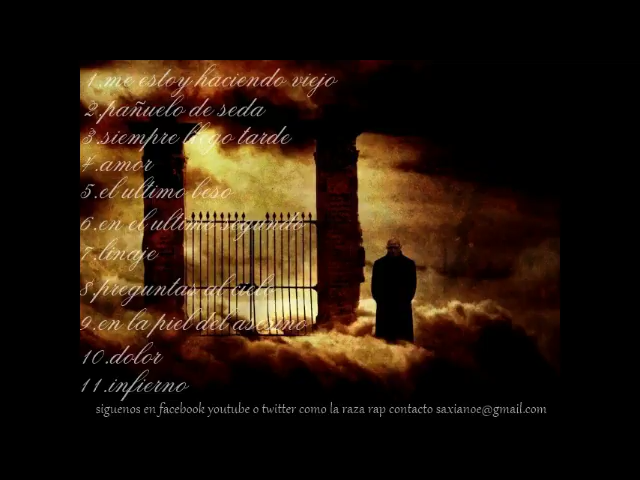 1.me estoy haciendo viejo
2.pañuelo de seda
3.siempre llego tarde
4.amor
5.el ultimo beso
6.en el ultimo segundo
7.linaje
8.preguntas al cielo
9.en la piel del asesino
10.dolor
11.infierno
siguenos en facebook youtube o twitter como la raza rap contacto saxianoe@gmail.com